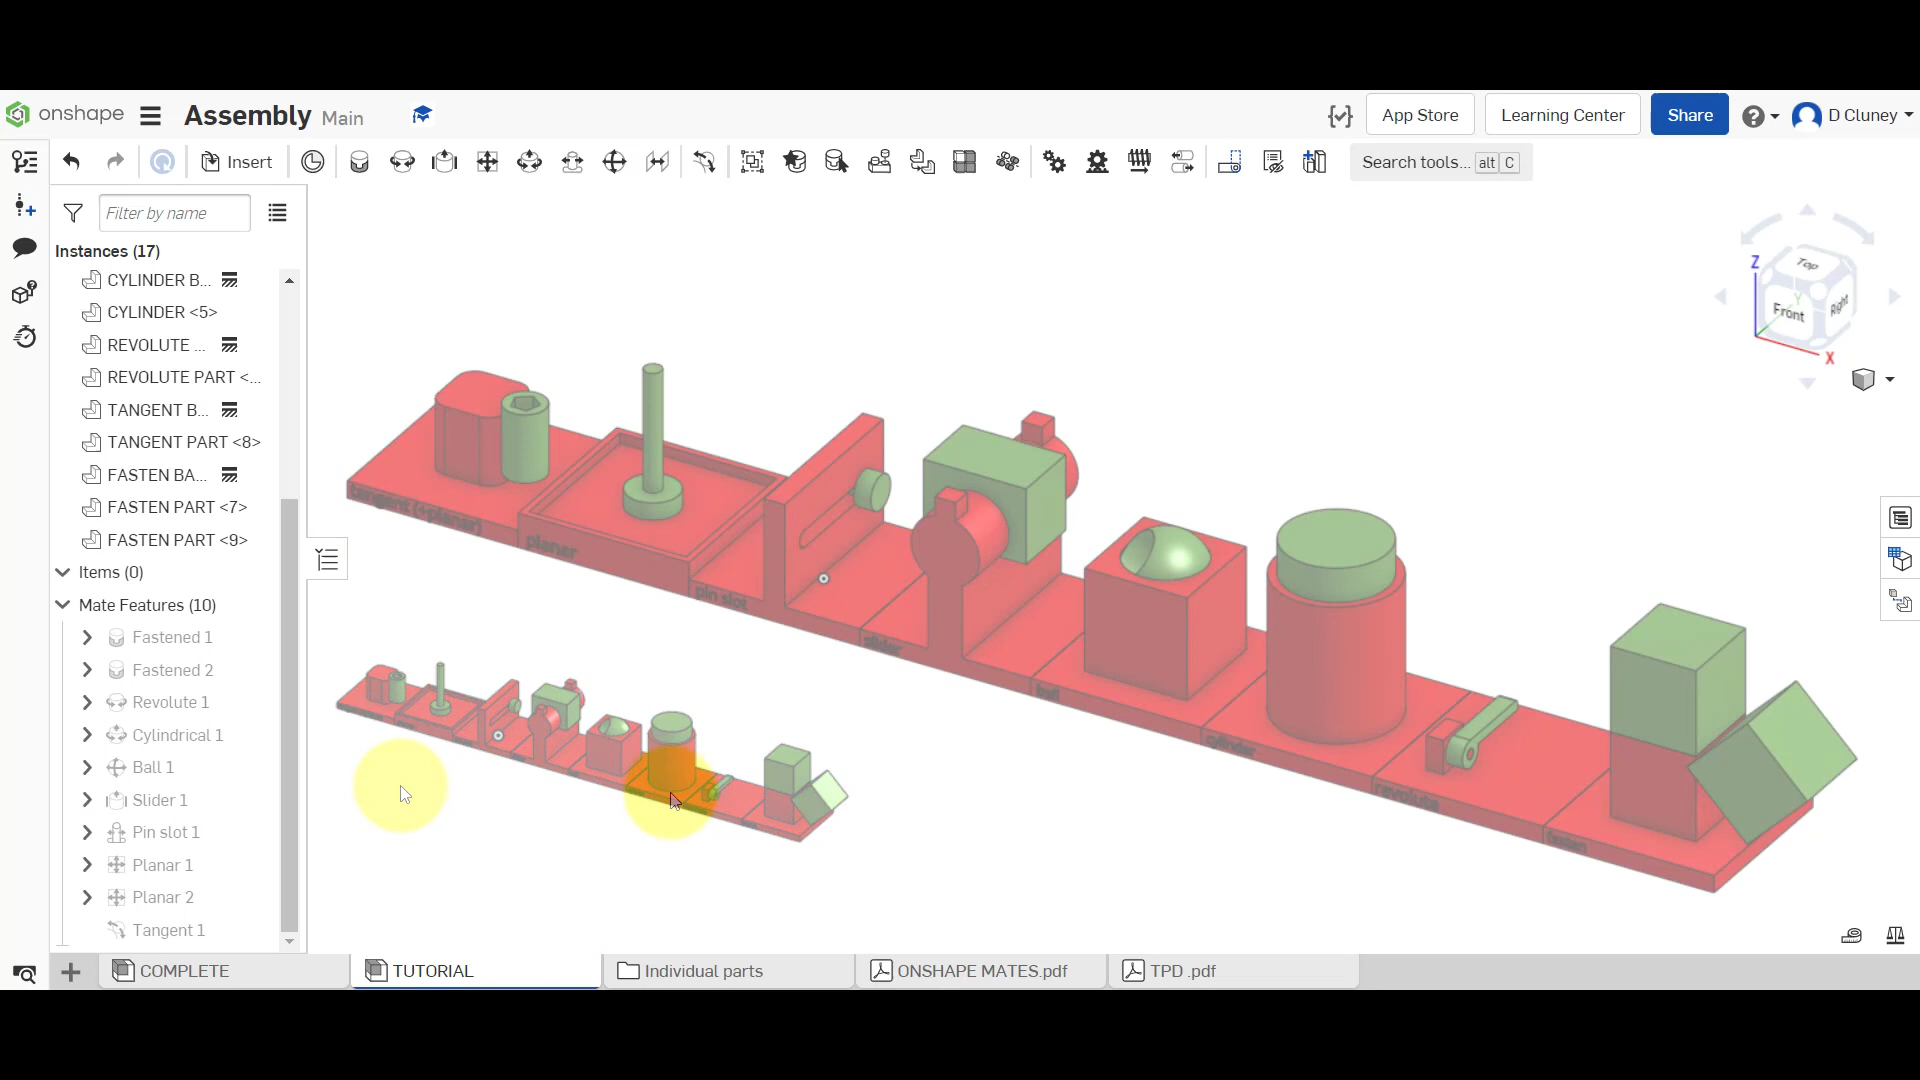 onshape
Assembly Main
App Store
Learning Center
Share
D Cluney
Insert
Search tools... alt C
Filter by name
Instances (17)
CYLINDER B...
CYLINDER <5>
REVOLUTE ...
REVOLUTE PART <...
TANGENT B...
TANGENT PART <8>
FASTEN BA...
FASTEN PART <7>
FASTEN PART <9>
Items (0)
Mate Features (10)
Fastened 1
Fastened 2
Revolute 1
Cylindrical 1
Ball 1
Slider 1
Pin slot 1
Planar 1
Planar 2
Tangent 1
Top
Front
Right
Z
Y
X
tangent (+planar)
planar
pin slot
slider
ball
cylinder
revolute
fasten
COMPLETE
TUTORIAL
Individual parts
ONSHAPE MATES.pdf
TPD .pdf